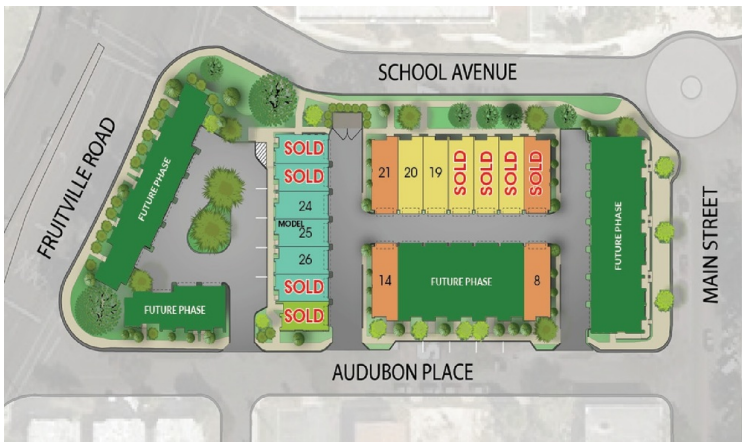 SCHOOL AVENUE
FRUITVILLE ROAD
MAIN STREET
AUDUBON PLACE
FUTURE PHASE
FUTURE PHASE
SOLD
SOLD
24
MODEL
25
26
SOLD
SOLD
21
20
19
SOLD
SOLD
SOLD
SOLD
14
FUTURE PHASE
8
FUTURE PHASE